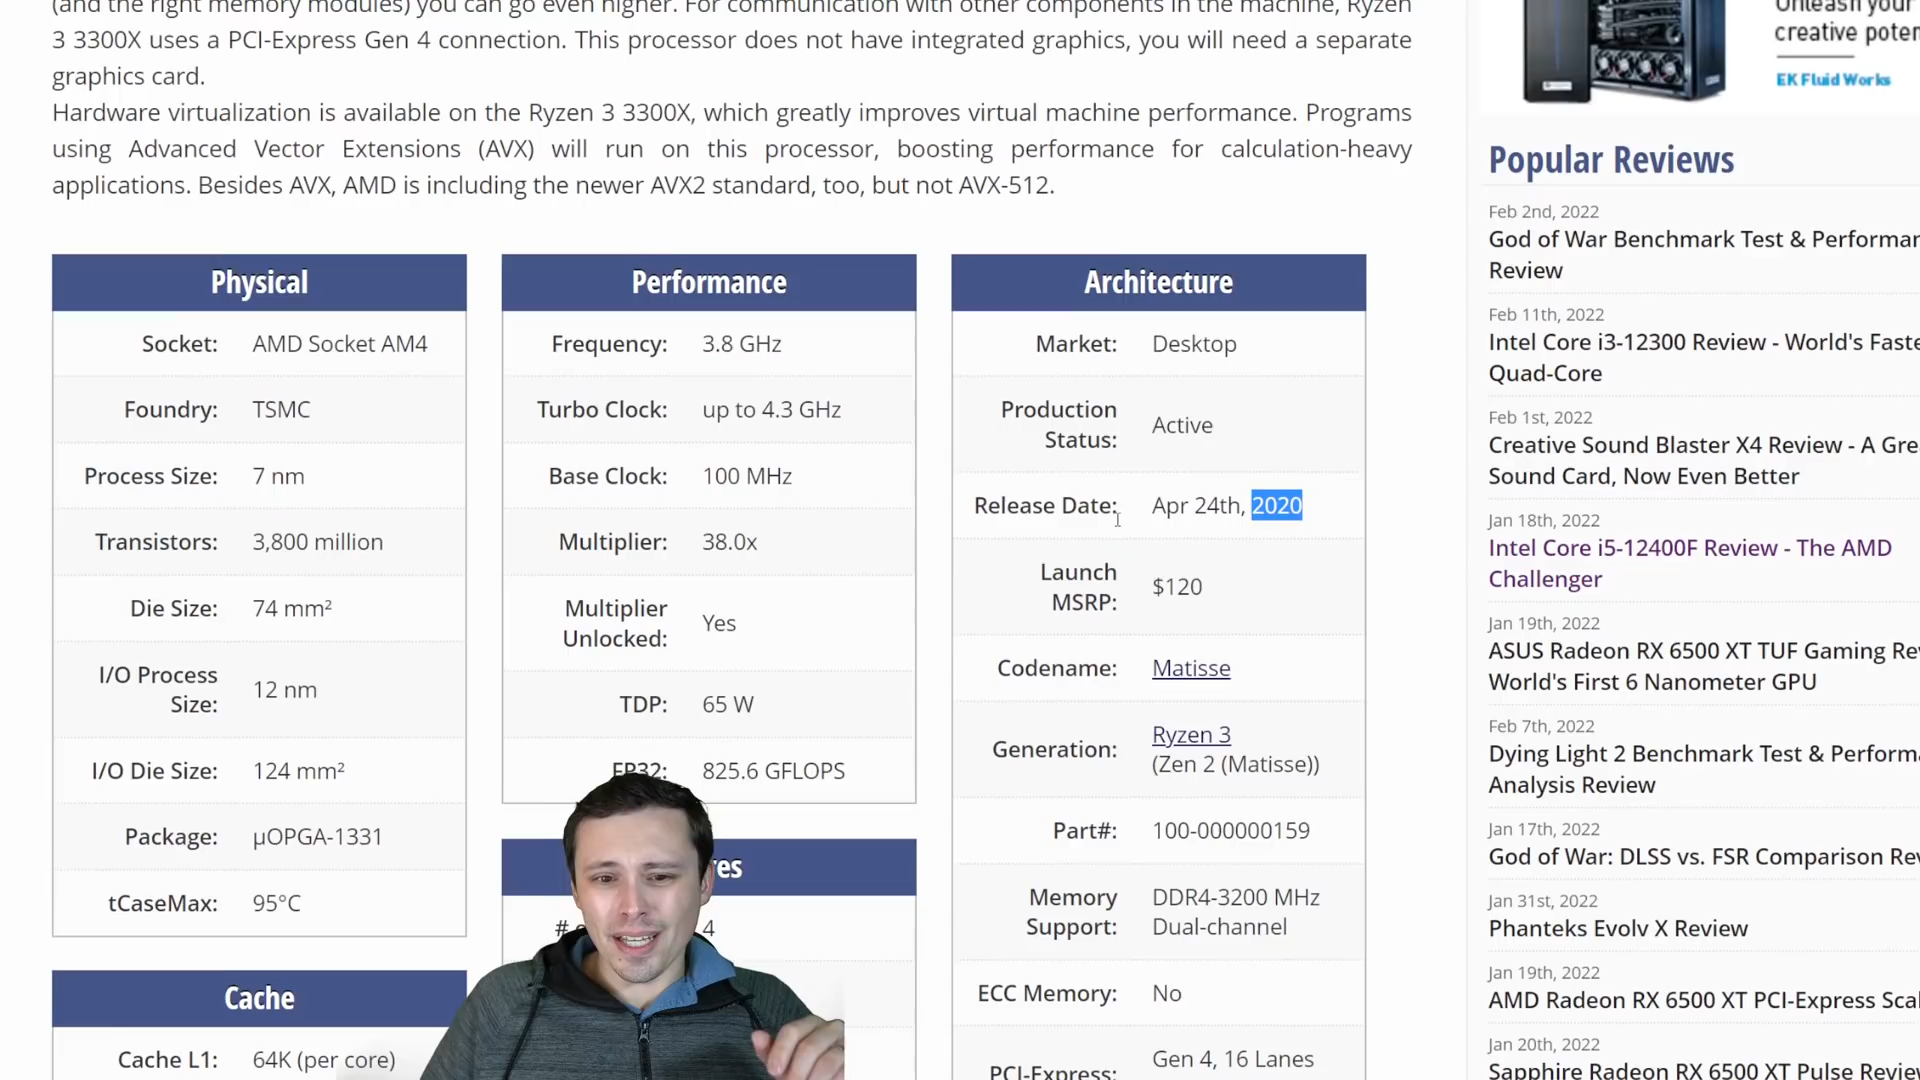 (and the right memory modules) you can go even higher. For communication with other components in the machine, Ryzen
3 3300X uses a PCI-Express Gen 4 connection. This processor does not have integrated graphics, you will need a separate
graphics card.
Hardware virtualization is available on the Ryzen 3 3300X, which greatly improves virtual machine performance. Programs
using Advanced Vector Extensions (AVX) will run on this processor, boosting performance for calculation-heavy
applications. Besides AVX, AMD is including the newer AVX2 standard, too, but not AVX-512.
Physical
Socket: AMD Socket AM4
Foundry: TSMC
Process Size: 7 nm
Transistors: 3,800 million
Die Size: 74 mm²
I/O Process
Size: 12 nm
I/O Die Size: 124 mm²
Package: µOPGA-1331
tCaseMax: 95°C
Cache
Cache L1: 64K (per core)
Performance
Frequency: 3.8 GHz
Turbo Clock: up to 4.3 GHz
Base Clock: 100 MHz
Multiplier: 38.0x
Multiplier
Unlocked: Yes
TDP: 65 W
FP32: 825.6 GFLOPS
#
4
Architecture
Market: Desktop
Production
Status: Active
Release Date: Apr 24th, 2020
Launch
MSRP: $120
Codename: Matisse
Generation: Ryzen 3
(Zen 2 (Matisse))
Part#: 100-000000159
Memory
Support: DDR4-3200 MHz
Dual-channel
ECC Memory: No
PCI-Express: Gen 4, 16 Lanes
Unleash your
creative poten
EK Fluid Works
Popular Reviews
Feb 2nd, 2022
God of War Benchmark Test & Performan
Review
Feb 11th, 2022
Intel Core i3-12300 Review - World's Faste
Quad-Core
Feb 1st, 2022
Creative Sound Blaster X4 Review - A Gre
Sound Card, Now Even Better
Jan 18th, 2022
Intel Core i5-12400F Review - The AMD
Challenger
Jan 19th, 2022
ASUS Radeon RX 6500 XT TUF Gaming Rev
World's First 6 Nanometer GPU
Feb 7th, 2022
Dying Light 2 Benchmark Test & Performa
Analysis Review
Jan 17th, 2022
God of War: DLSS vs. FSR Comparison Rev
Jan 31st, 2022
Phanteks Evolv X Review
Jan 19th, 2022
AMD Radeon RX 6500 XT PCI-Express Scal
Jan 20th, 2022
Sapphire Radeon RX 6500 XT Pulse Review